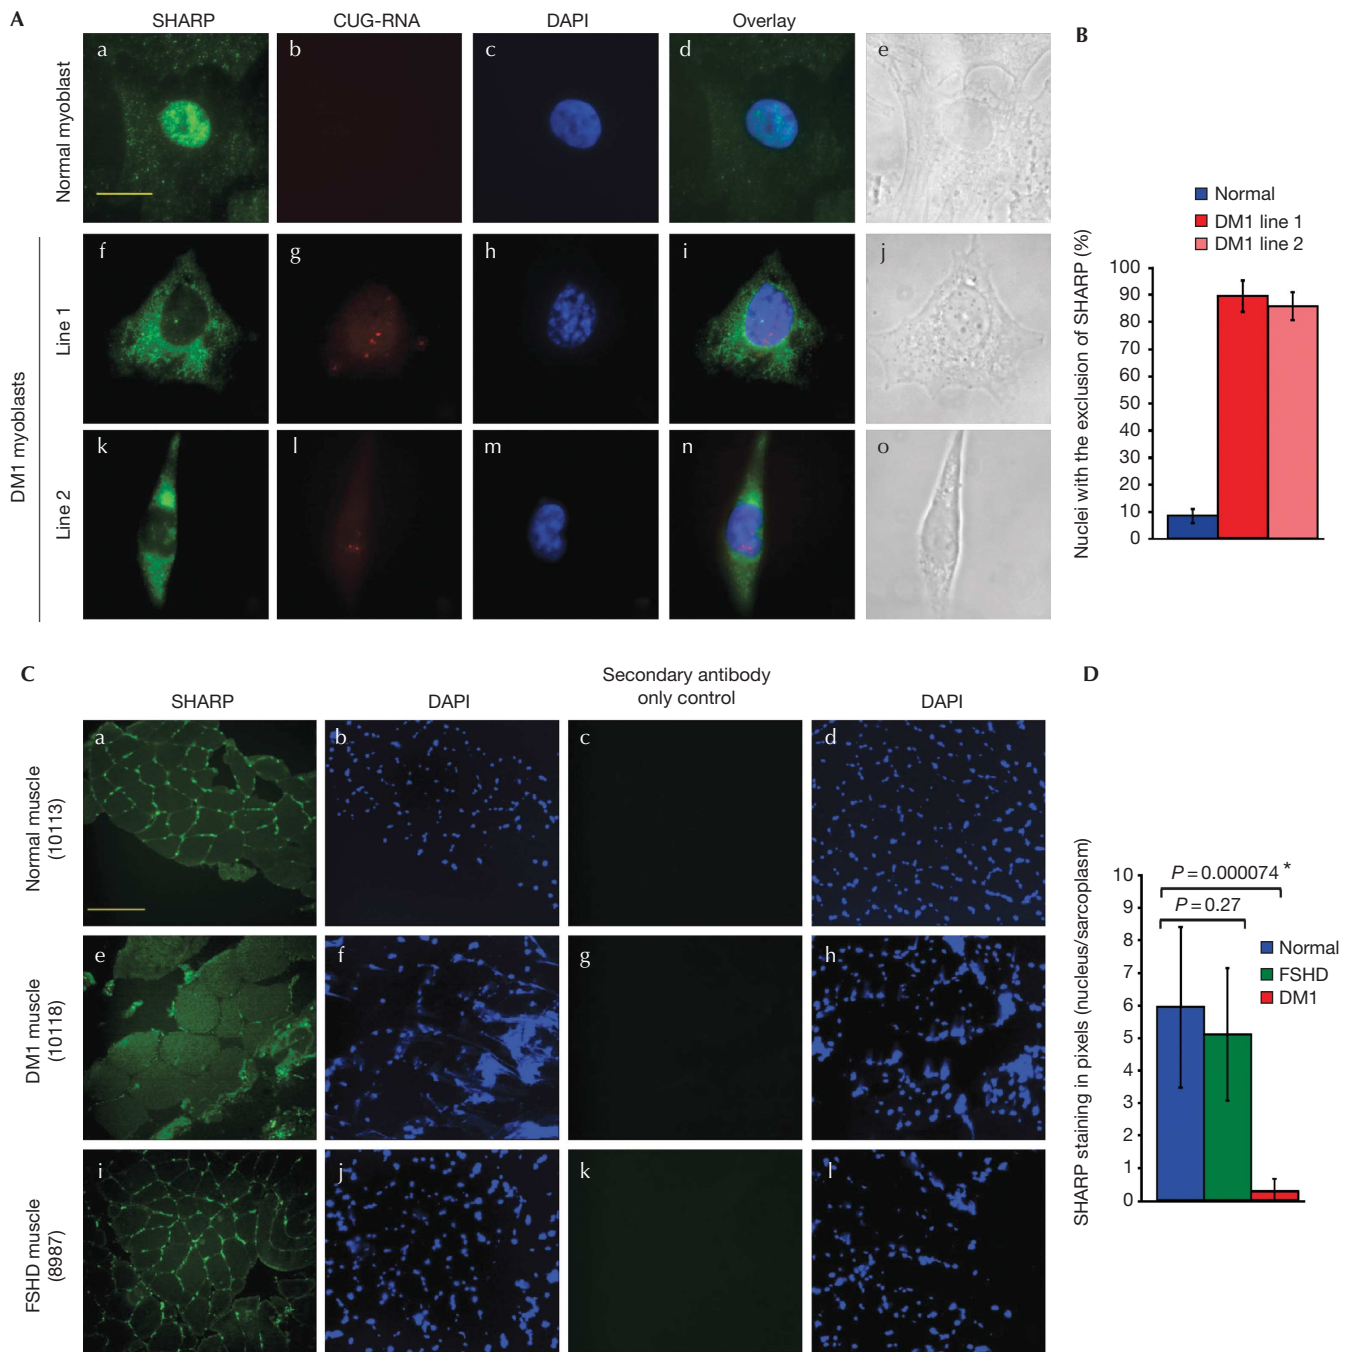 A
SHARP
CUG-RNA
DAPI
Overlay
Normal myoblast
a
b
c
d
e
DM1 myoblasts
Line 1
f
g
h
i
j
Line 2
k
l
m
n
o
B
Normal
DM1 line 1
DM1 line 2
Nuclei with the exclusion of SHARP (%)
100
90
80
70
60
50
40
30
20
10
0
C
SHARP
DAPI
Secondary antibody
only control
DAPI
Normal muscle
(10113)
a
b
c
d
DM1 muscle
(10118)
e
f
g
h
FSHD muscle
(8987)
i
j
k
l
D
SHARP staining in pixels (nucleus/sarcoplasm)
10
9
8
7
6
5
4
3
2
1
0
P = 0.000074 *
P = 0.27
Normal
FSHD
DM1